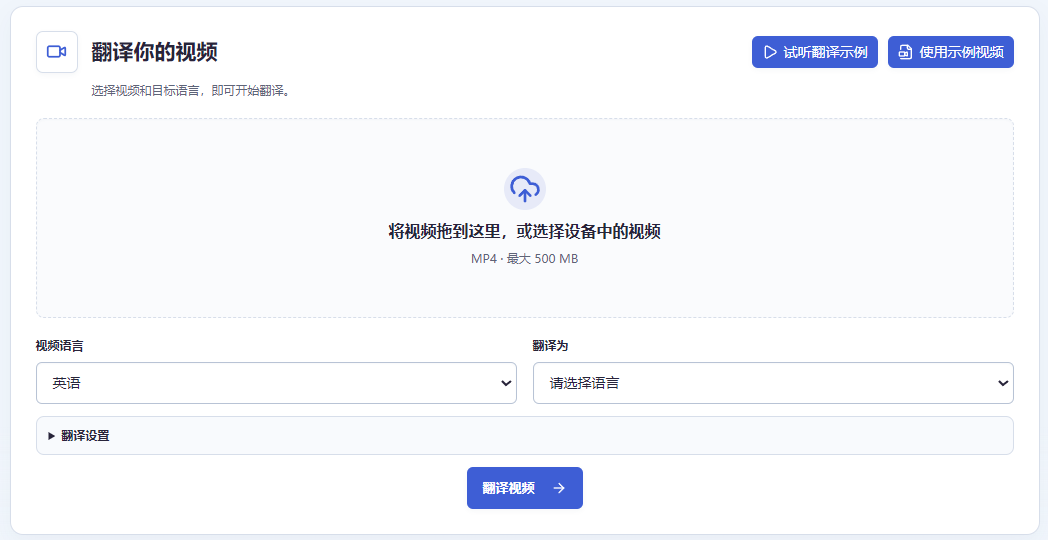 翻译你的视频
试听翻译示例
使用示例视频
选择视频和目标语言，即可开始翻译。
将视频拖到这里，或选择设备中的视频
MP4 · 最大 500 MB
视频语言
翻译为
英语
请选择语言
翻译设置
翻译视频